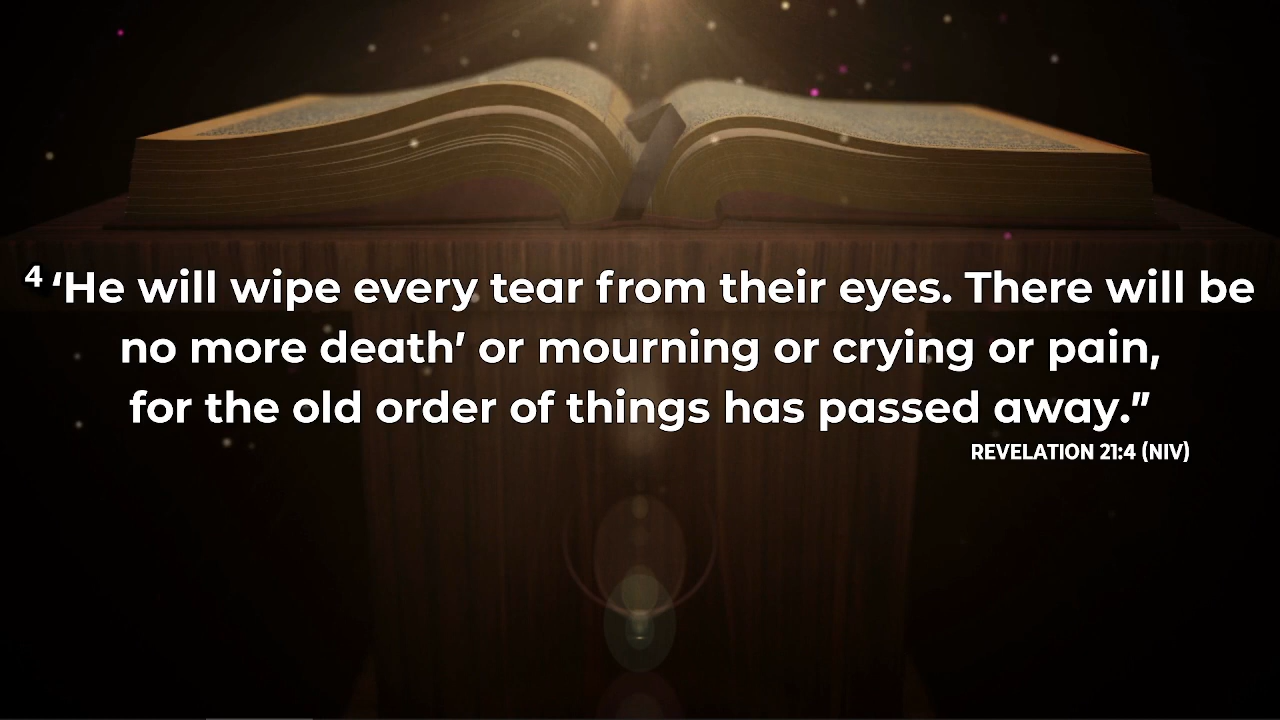 4 ‘He will wipe every tear from their eyes. There will be
no more death’ or mourning or crying or pain,
for the old order of things has passed away.”
REVELATION 21:4 (NIV)